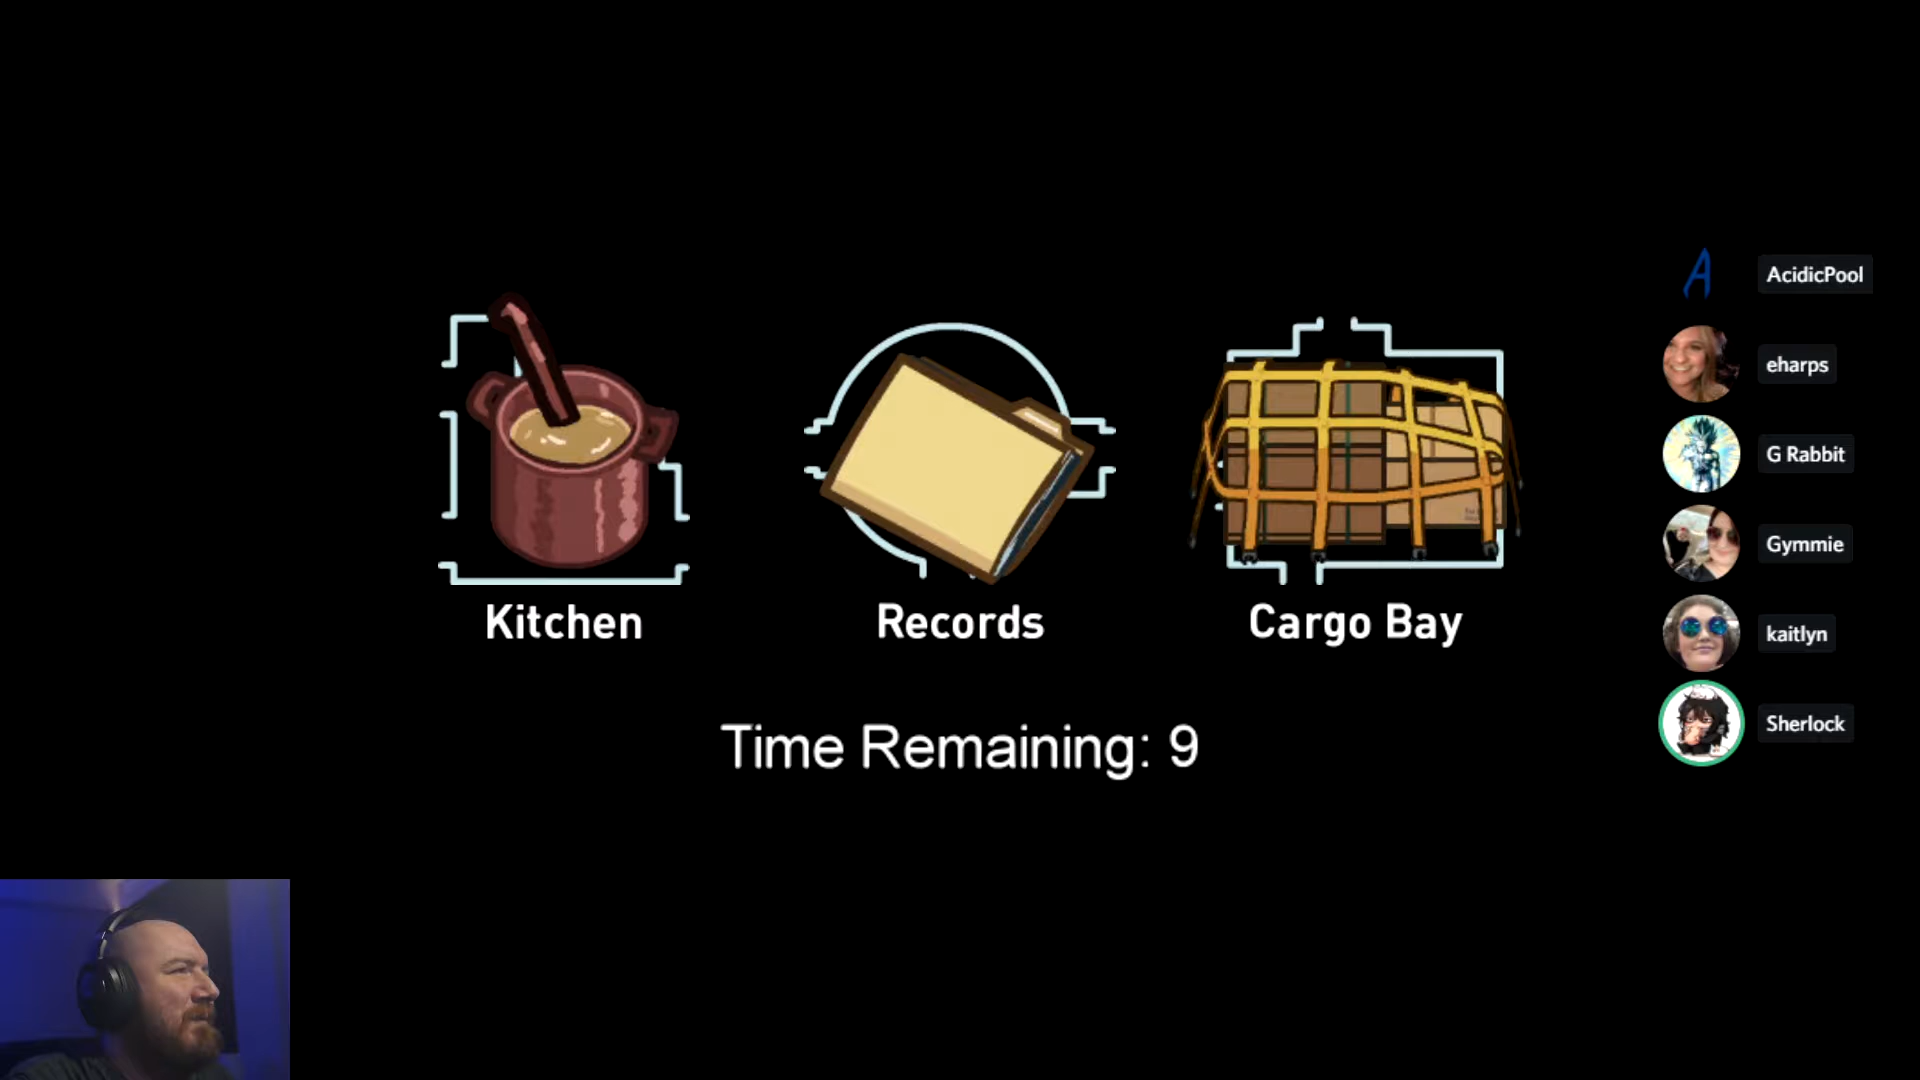 AcidicPool
eharps
G Rabbit
Gymmie
kaitlyn
Sherlock
Kitchen
Records
Cargo Bay
Time Remaining: 9